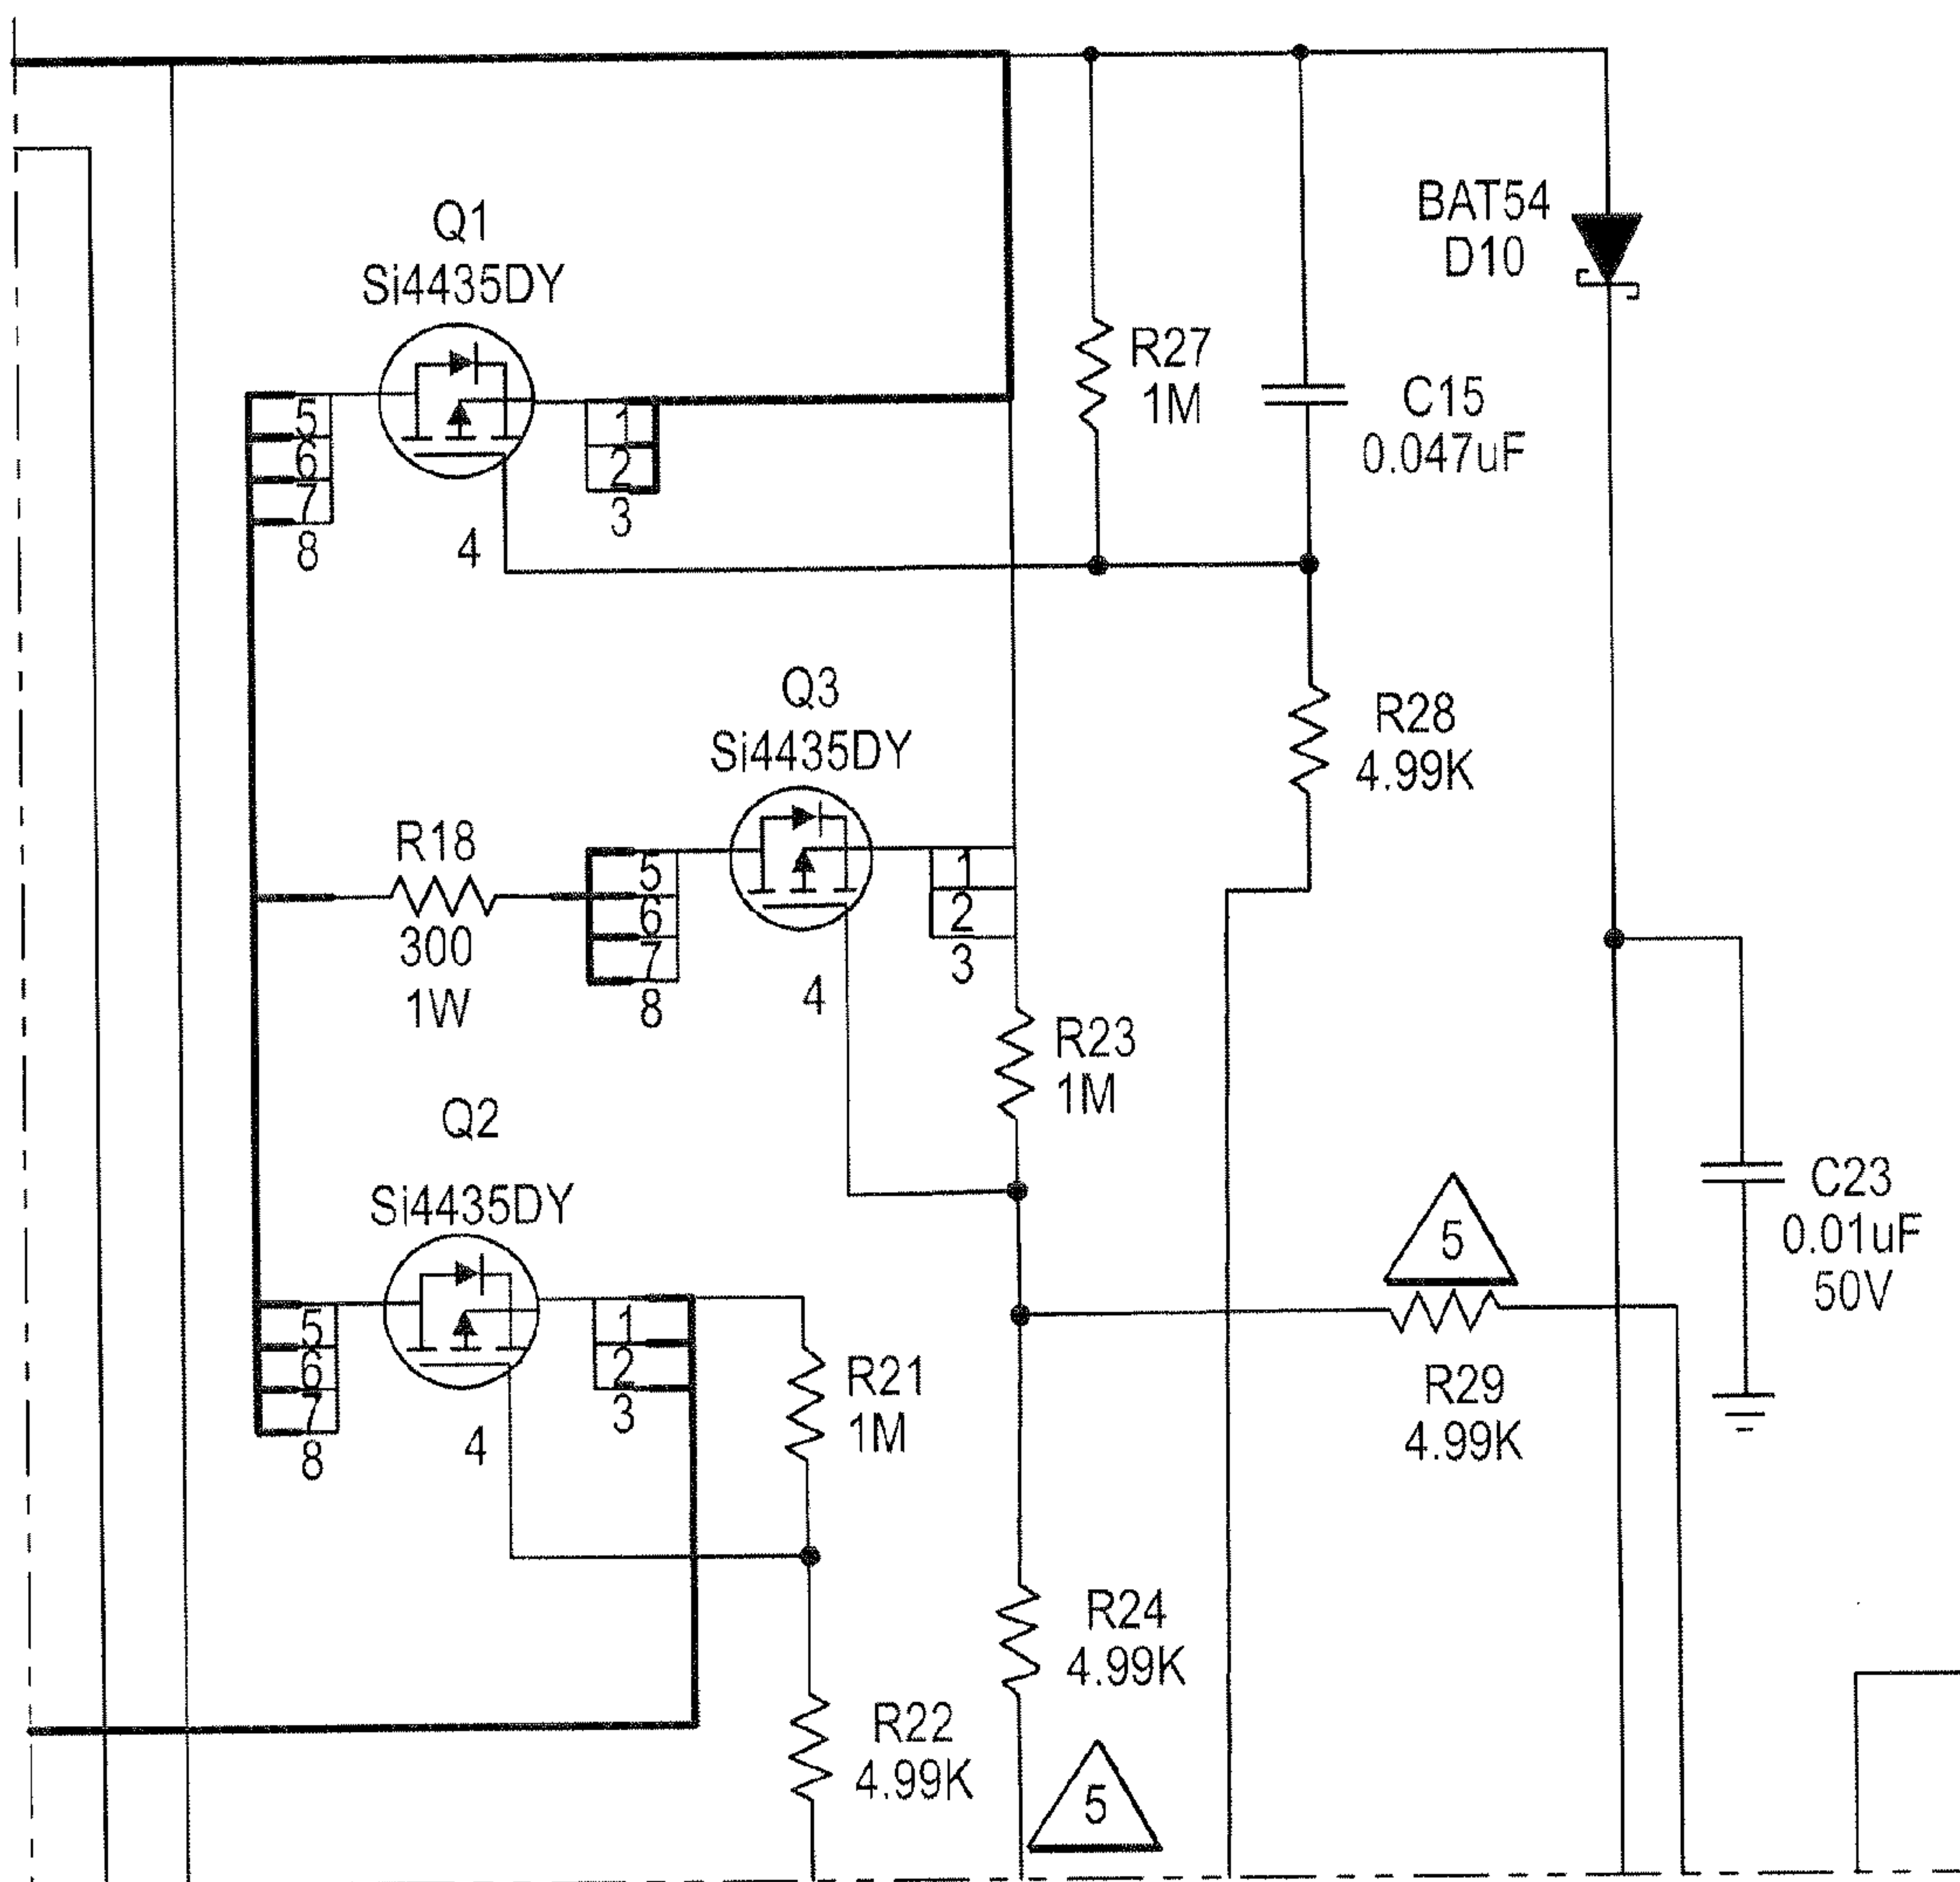 Q1
Si4435DY
5
6
7
8
4
1
2
3
R27
1M
C15
0.047uF
BAT54
D10
Q3
Si4435DY
R18
300
1W
5
6
7
8
4
1
2
3
R28
4.99K
R23
1M
Q2
Si4435DY
5
6
7
8
4
1
2
3
R21
1M
5
R29
4.99K
C23
0.01uF
50V
R24
4.99K
R22
4.99K
5